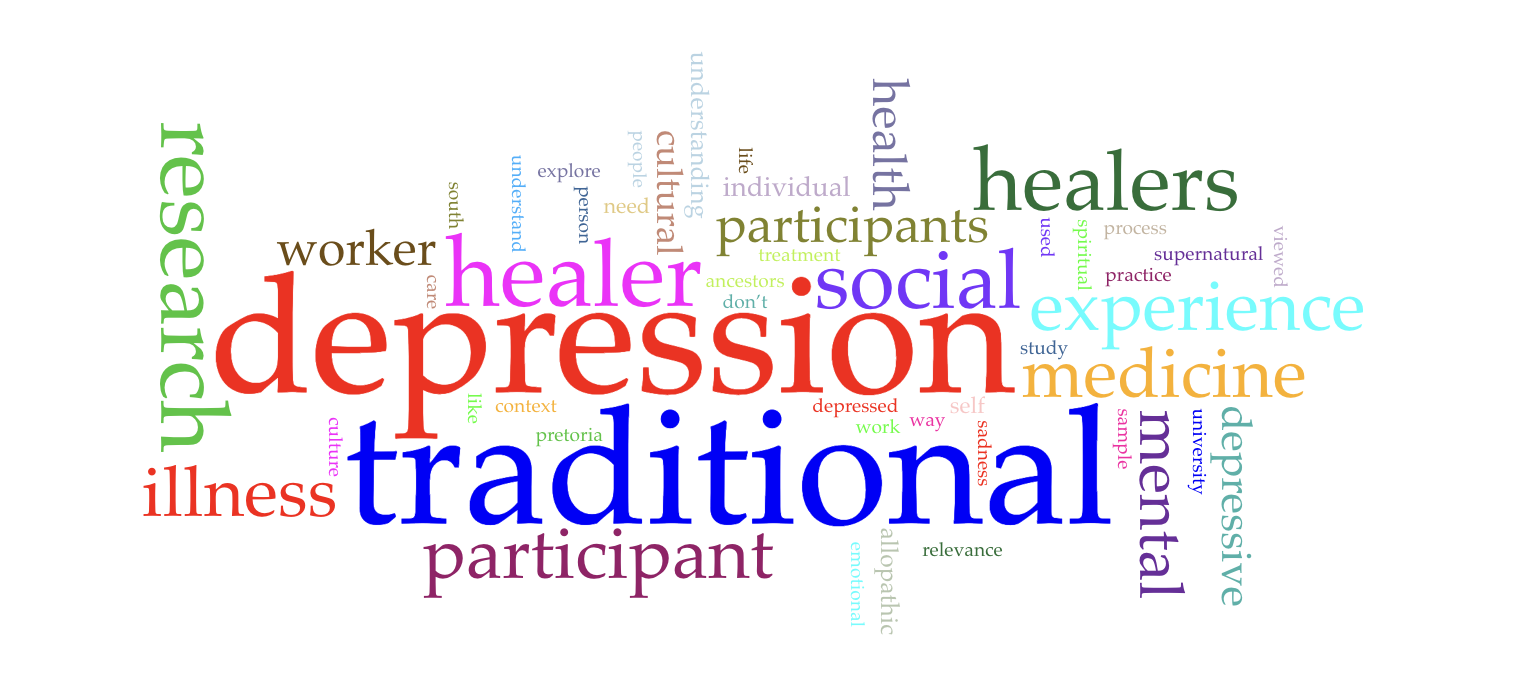 understanding
health
research
people
cultural
life
healers
understand
explore
individual
south
person
need
participants
used
spiritual
process
viewed
worker
healer
treatment
social
supernatural
care
ancestors
practice
don't
experience
depression
study
medicine
like
context
depressed
self
culture
pretoria
work
way
sadness
sample
mental
university
depressive
illness
traditional
participant
emotional
allopathic
relevance